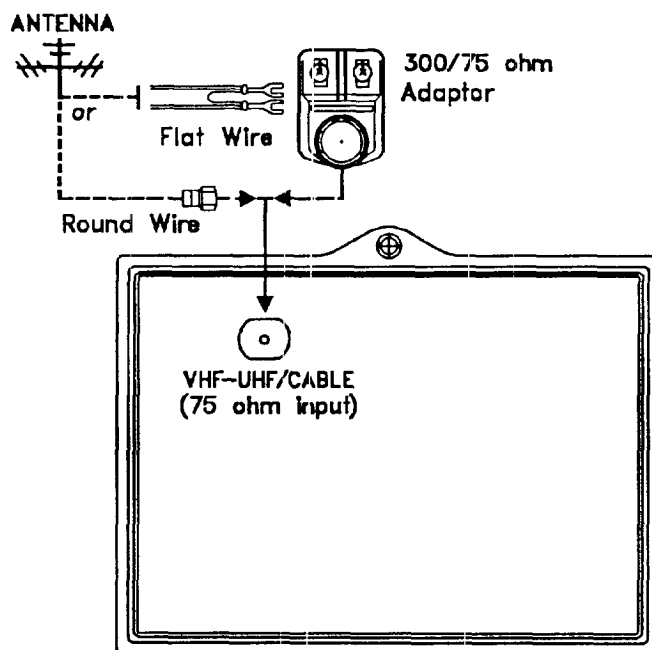 ANTENNA
300/75 ohm
Adaptor
or
Flat Wire
Round Wire
VHF-UHF/CABLE
(75 ohm input)